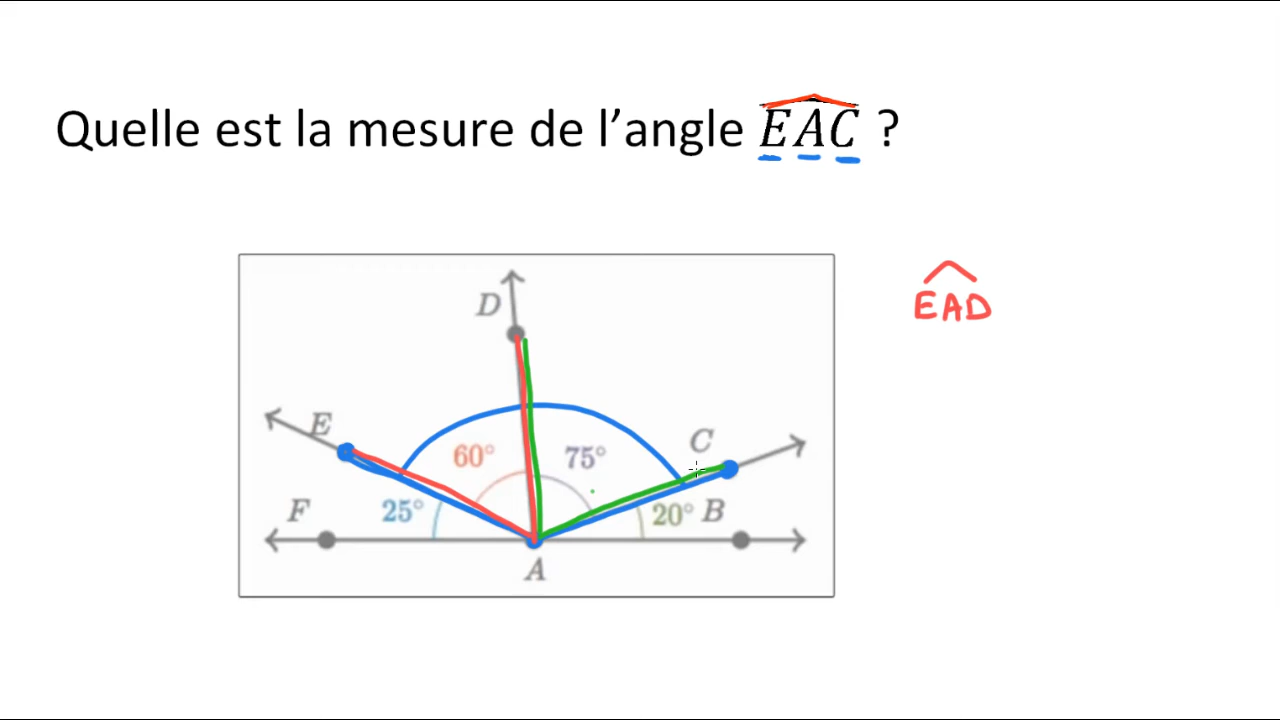 Quelle est la mesure de l’angle EAC ?
D
E
C
60°
75°
F
25°
20°
B
A
EAD